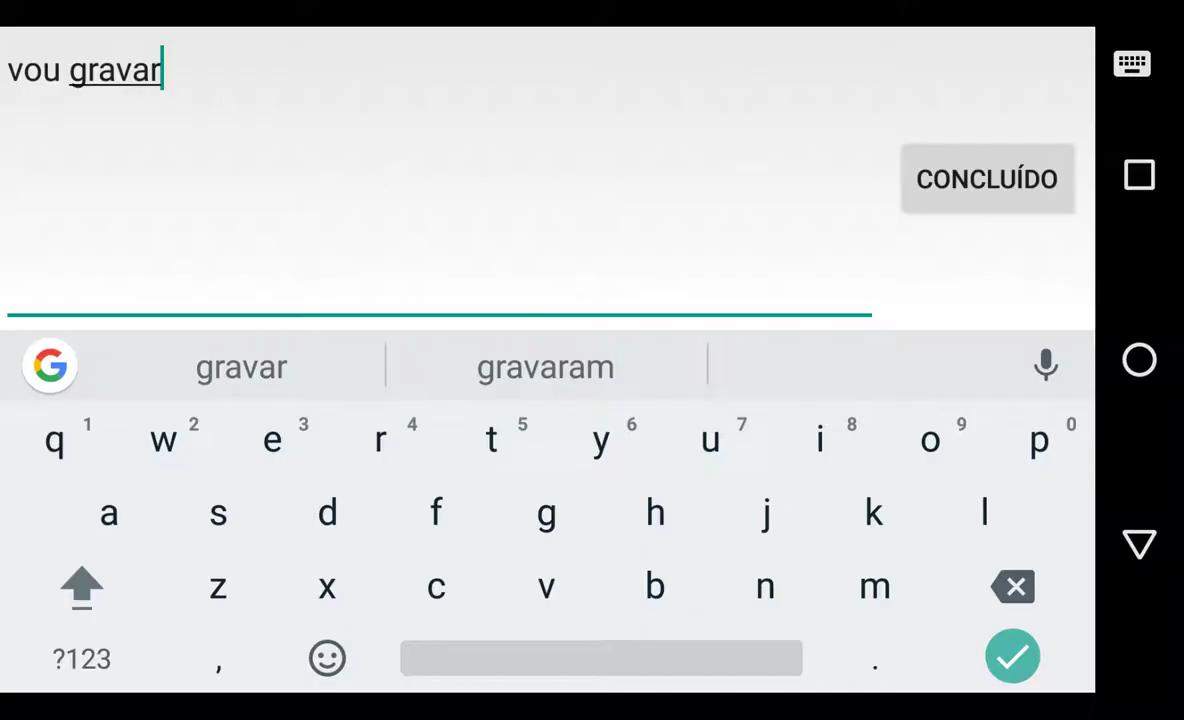 vou gravar
CONCLUÍDO
G gravar gravaram
q 1 w 2 e 3 r 4 t 5 y 6 u 7 i 8 o 9 p 0
a s d f g h j k l
z x c v b n m
?123 , .